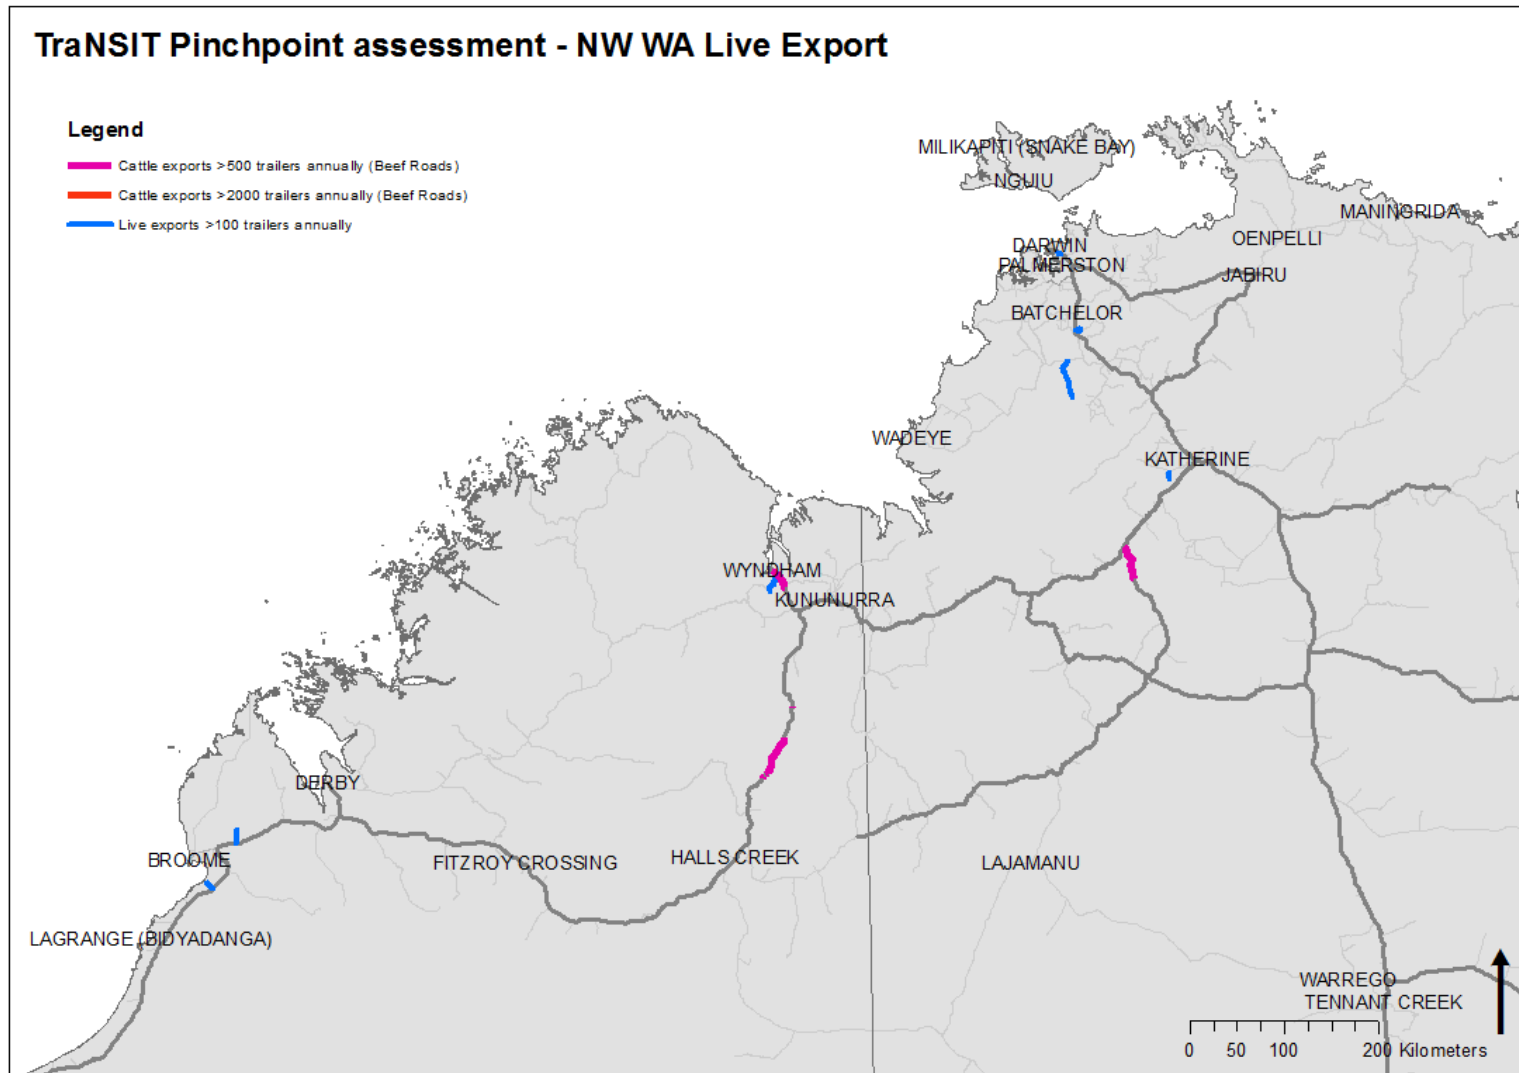 TraNSIT Pinchpoint assessment - NW WA Live Export
Legend
Cattle exports >500 trailers annually (Beef Roads)
Cattle exports >2000 trailers annually (Beef Roads)
Live exports >100 trailers annually
MILIKAPITI (SNAKE BAY)
NGUIU
MANINGRIDA
OENPELLI
DARWIN
PALMERSTON
JABIRU
BATCHELOR
WADEYE
KATHERINE
WYNDHAM
KUNUNURRA
DERBY
BROOME
FITZROY CROSSING
HALLS CREEK
LAJAMANU
LAGRANGE (BIDYADANGA)
WARREGO
TENNANT CREEK
0 50 100 200 Kilometers